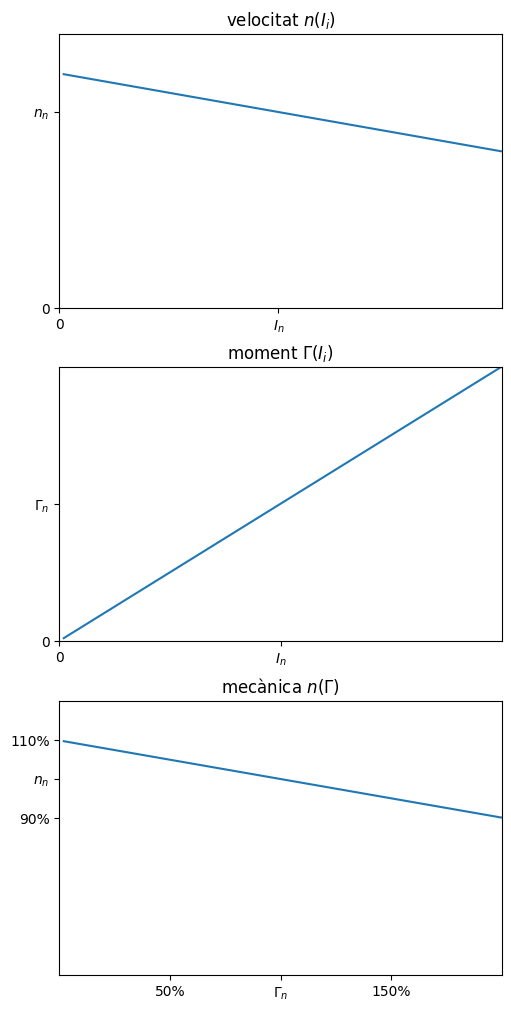 velocitat n(Iᵢ)
nₙ
0
0
Iₙ
moment Γ(Iᵢ)
Γₙ
0
0
Iₙ
mecànica n(Γ)
110%
nₙ
90%
50%
Γₙ
150%